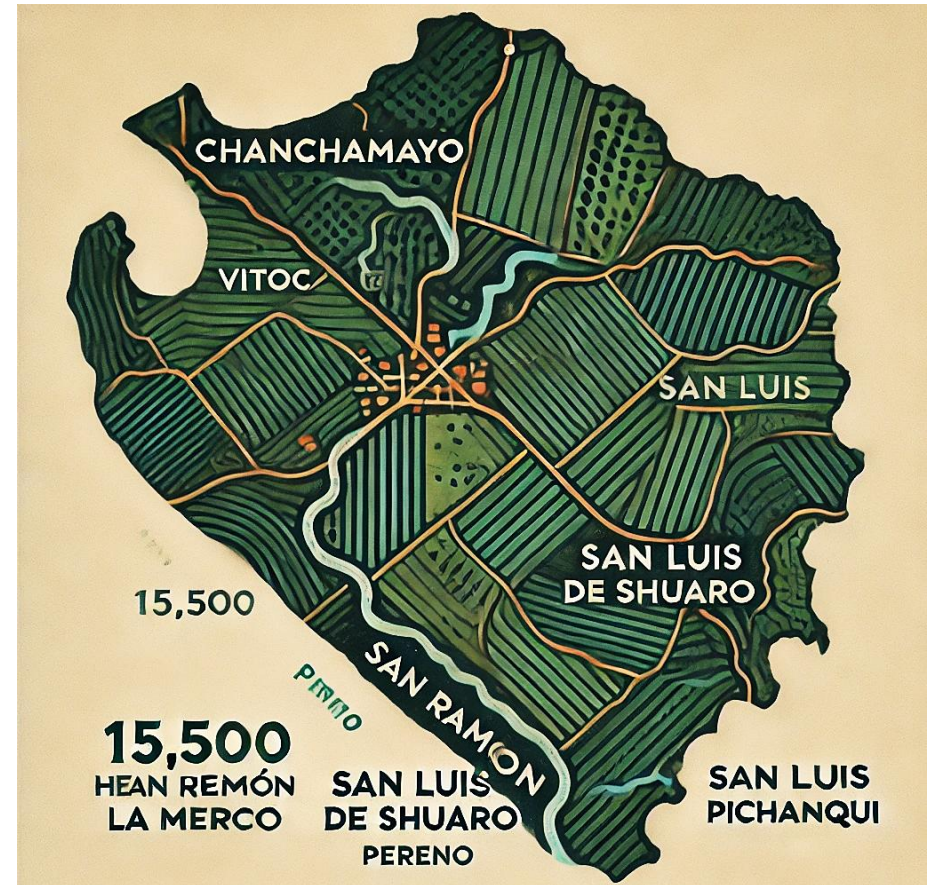 CHANCHAMAYO
VITOC
SAN LUIS
SAN LUIS
DE SHUARO
15,500
SAN RAMON
15,500
HEAN REMÓN
LA MERCO
SAN LUIS
DE SHUARO
PERENO
SAN LUIS
PICHANQUI